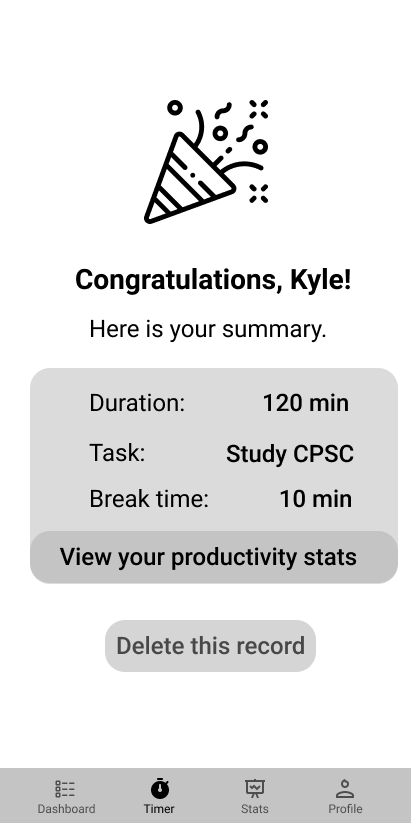 Congratulations, Kyle!
Here is your summary.
Duration: 120 min
Task: Study CPSC
Break time: 10 min
View your productivity stats
Delete this record
Dashboard Timer Stats Profile